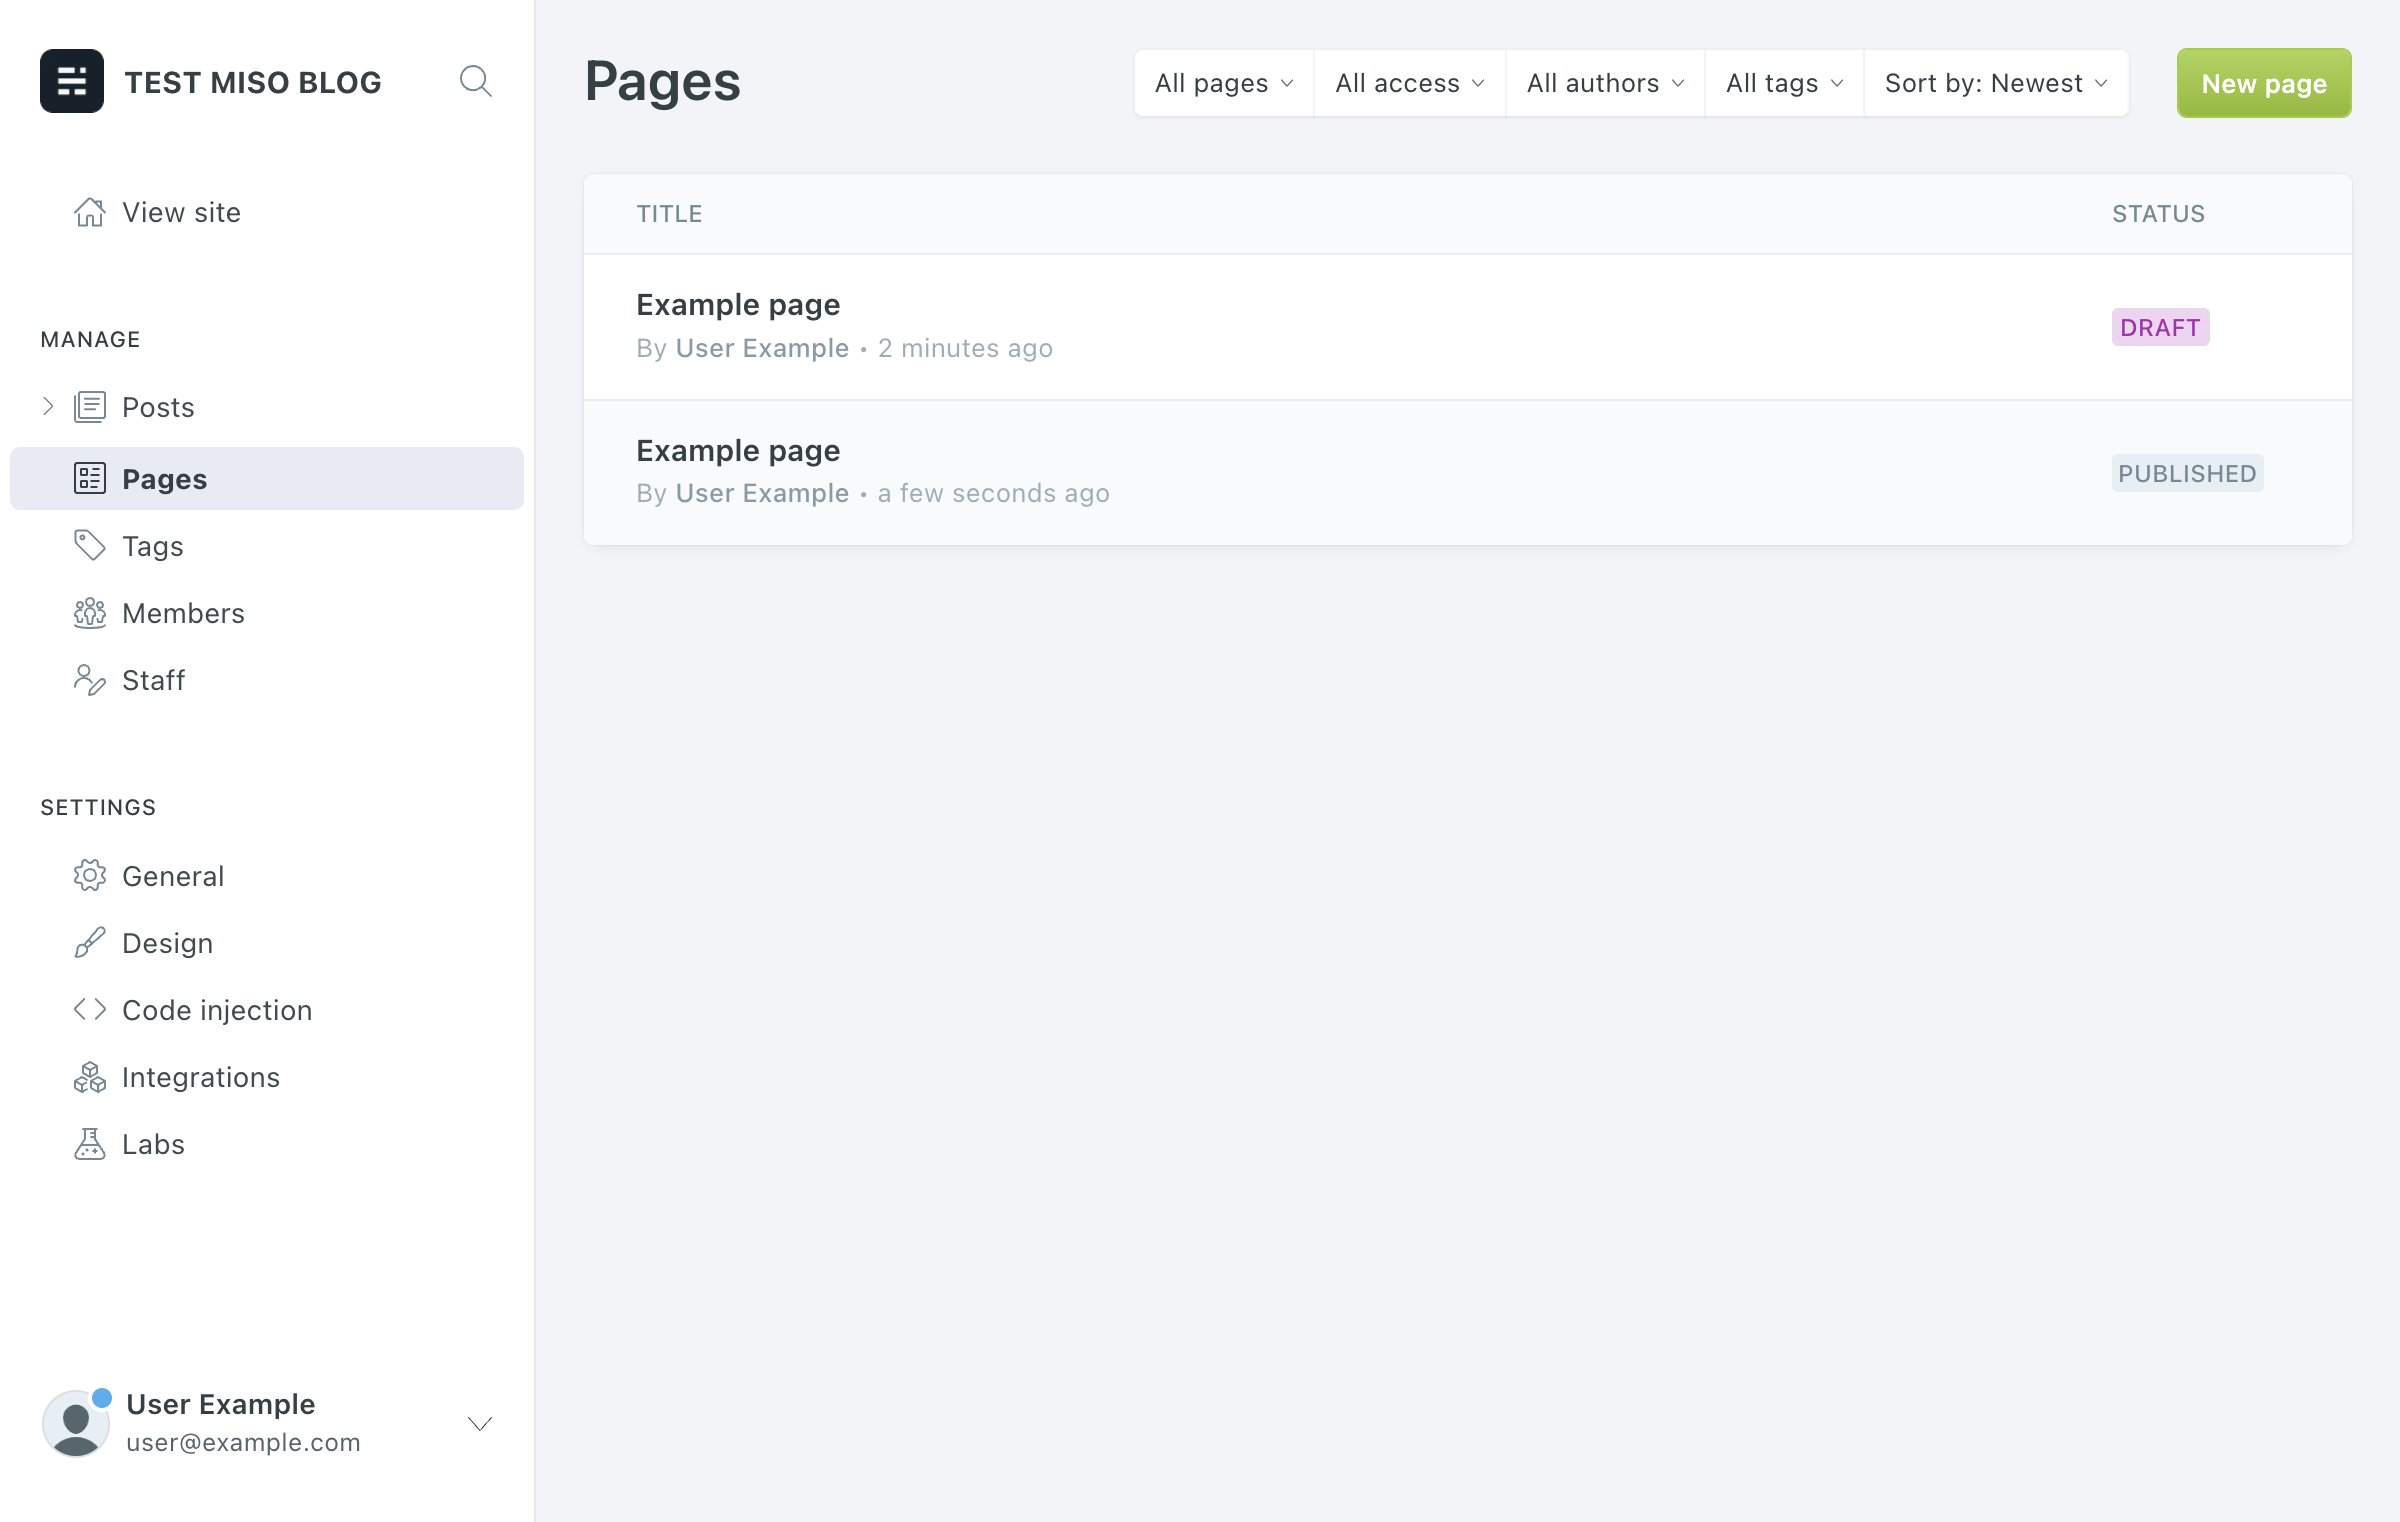 TEST MISO BLOG
View site
MANAGE
Posts
Pages
Tags
Members
Staff
SETTINGS
General
Design
Code injection
Integrations
Labs
User Example
user@example.com
Pages
All pages
All access
All authors
All tags
Sort by: Newest
New page
TITLE STATUS
Example page
By User Example • 2 minutes ago
DRAFT
Example page
By User Example • a few seconds ago
PUBLISHED